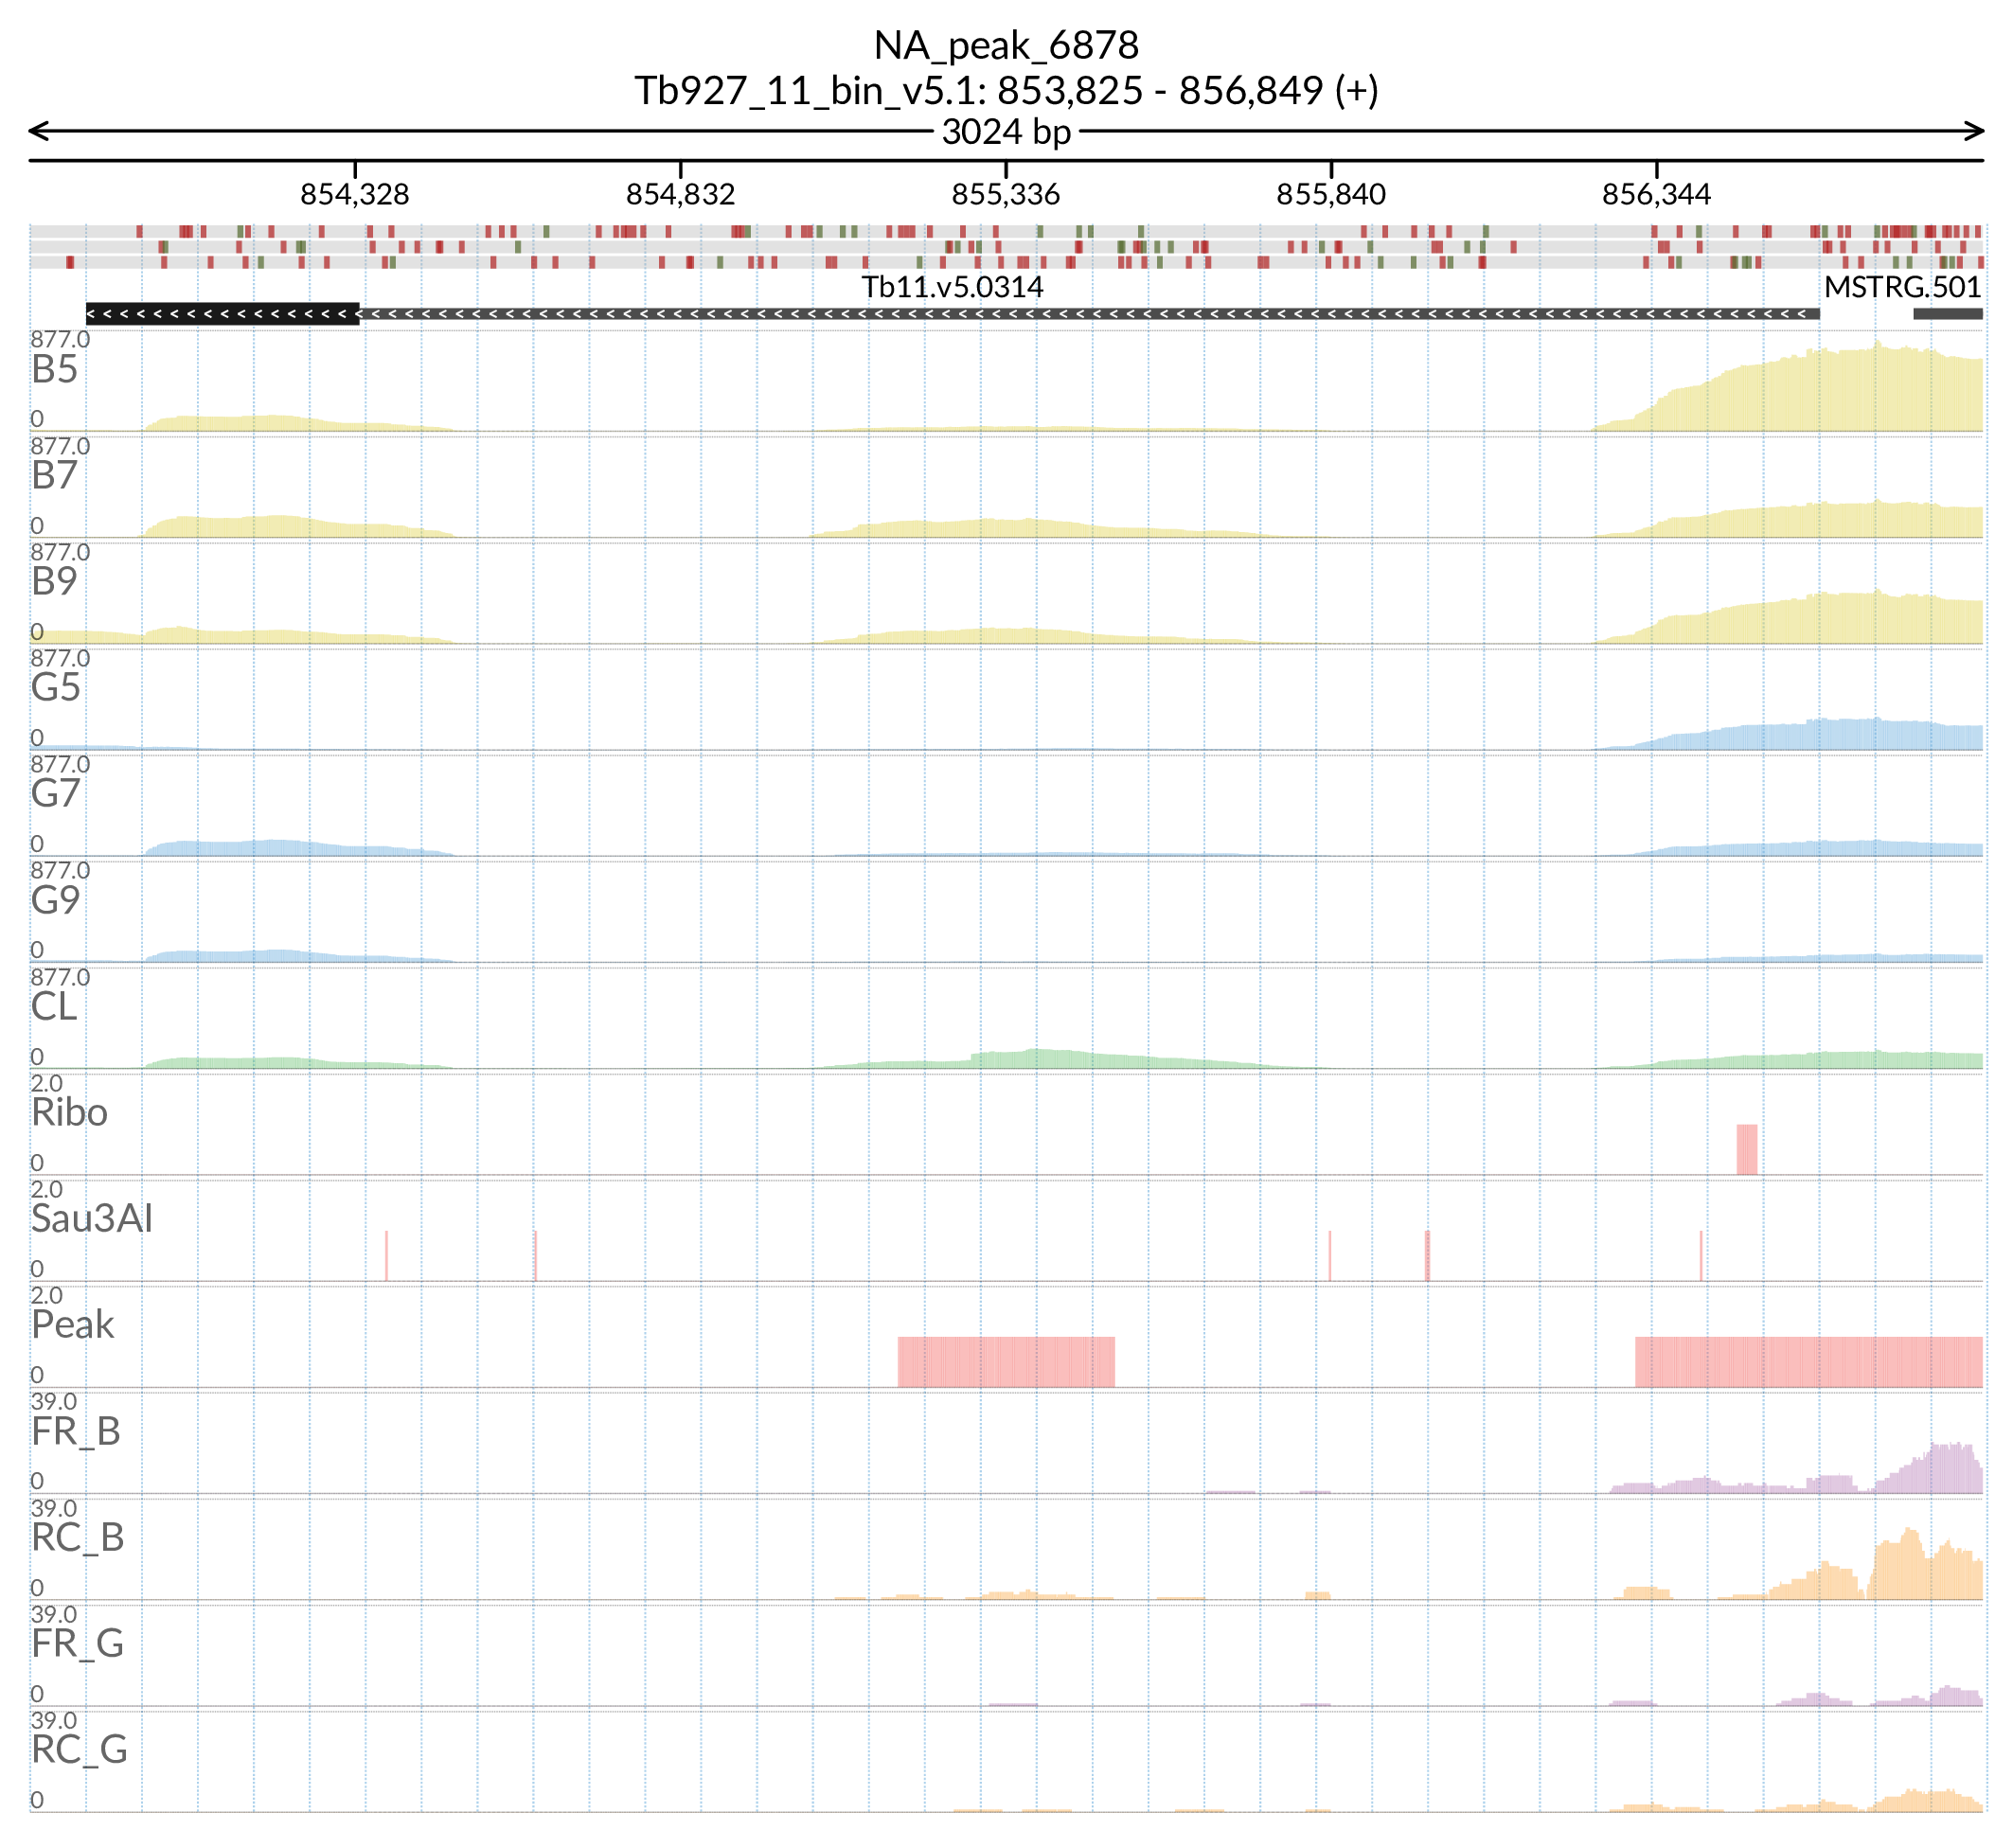 NA_peak_6878
Tb927_11_bin_v5.1: 853,825 - 856,849 (+)
3024 bp
854,328 854,832 855,336 855,840 856,344
Tb11.v5.0314 MSTRG.501
877.0
B5
0
877.0
B7
0
877.0
B9
0
877.0
G5
0
877.0
G7
0
877.0
G9
0
877.0
CL
0
2.0
Ribo
0
2.0
Sau3AI
0
2.0
Peak
0
39.0
FR_B
0
39.0
RC_B
0
39.0
FR_G
0
39.0
RC_G
0